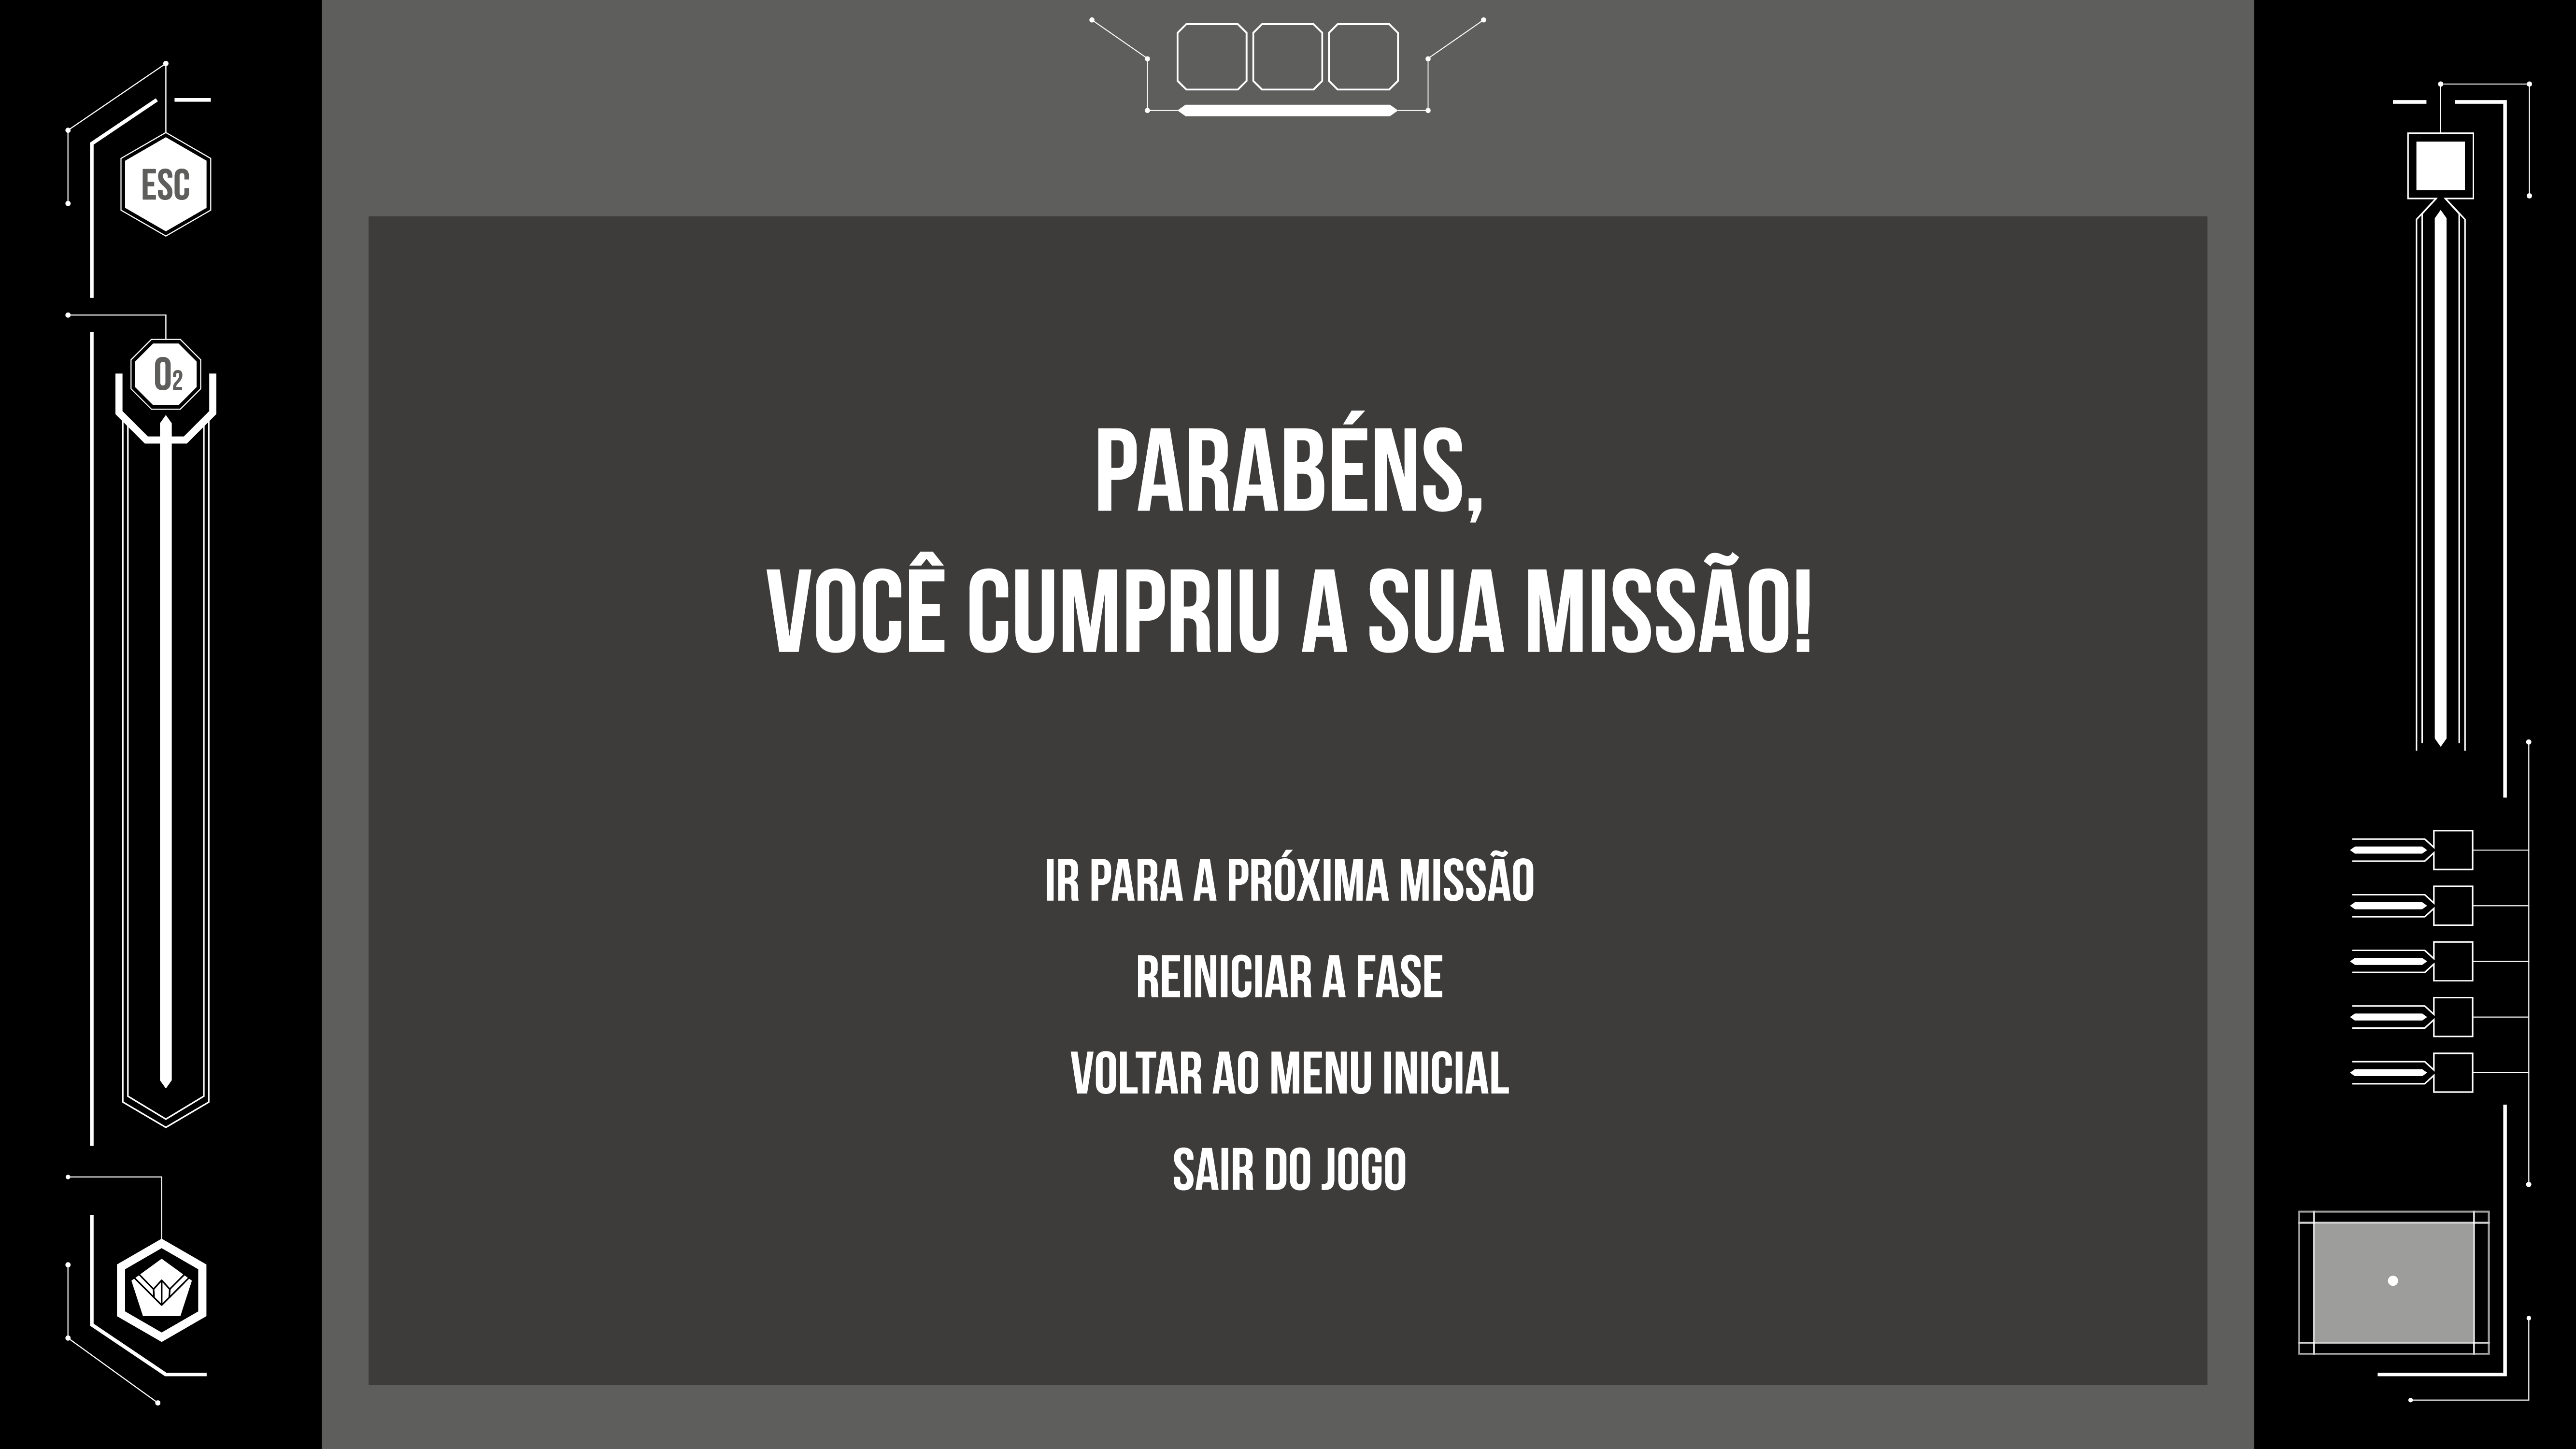 ESC
O2
PARABÉNS,
VOCÊ CUMPRIU A SUA MISSÃO!
IR PARA A PRÓXIMA MISSÃO
REINICIAR A FASE
VOLTAR AO MENU INICIAL
SAIR DO JOGO